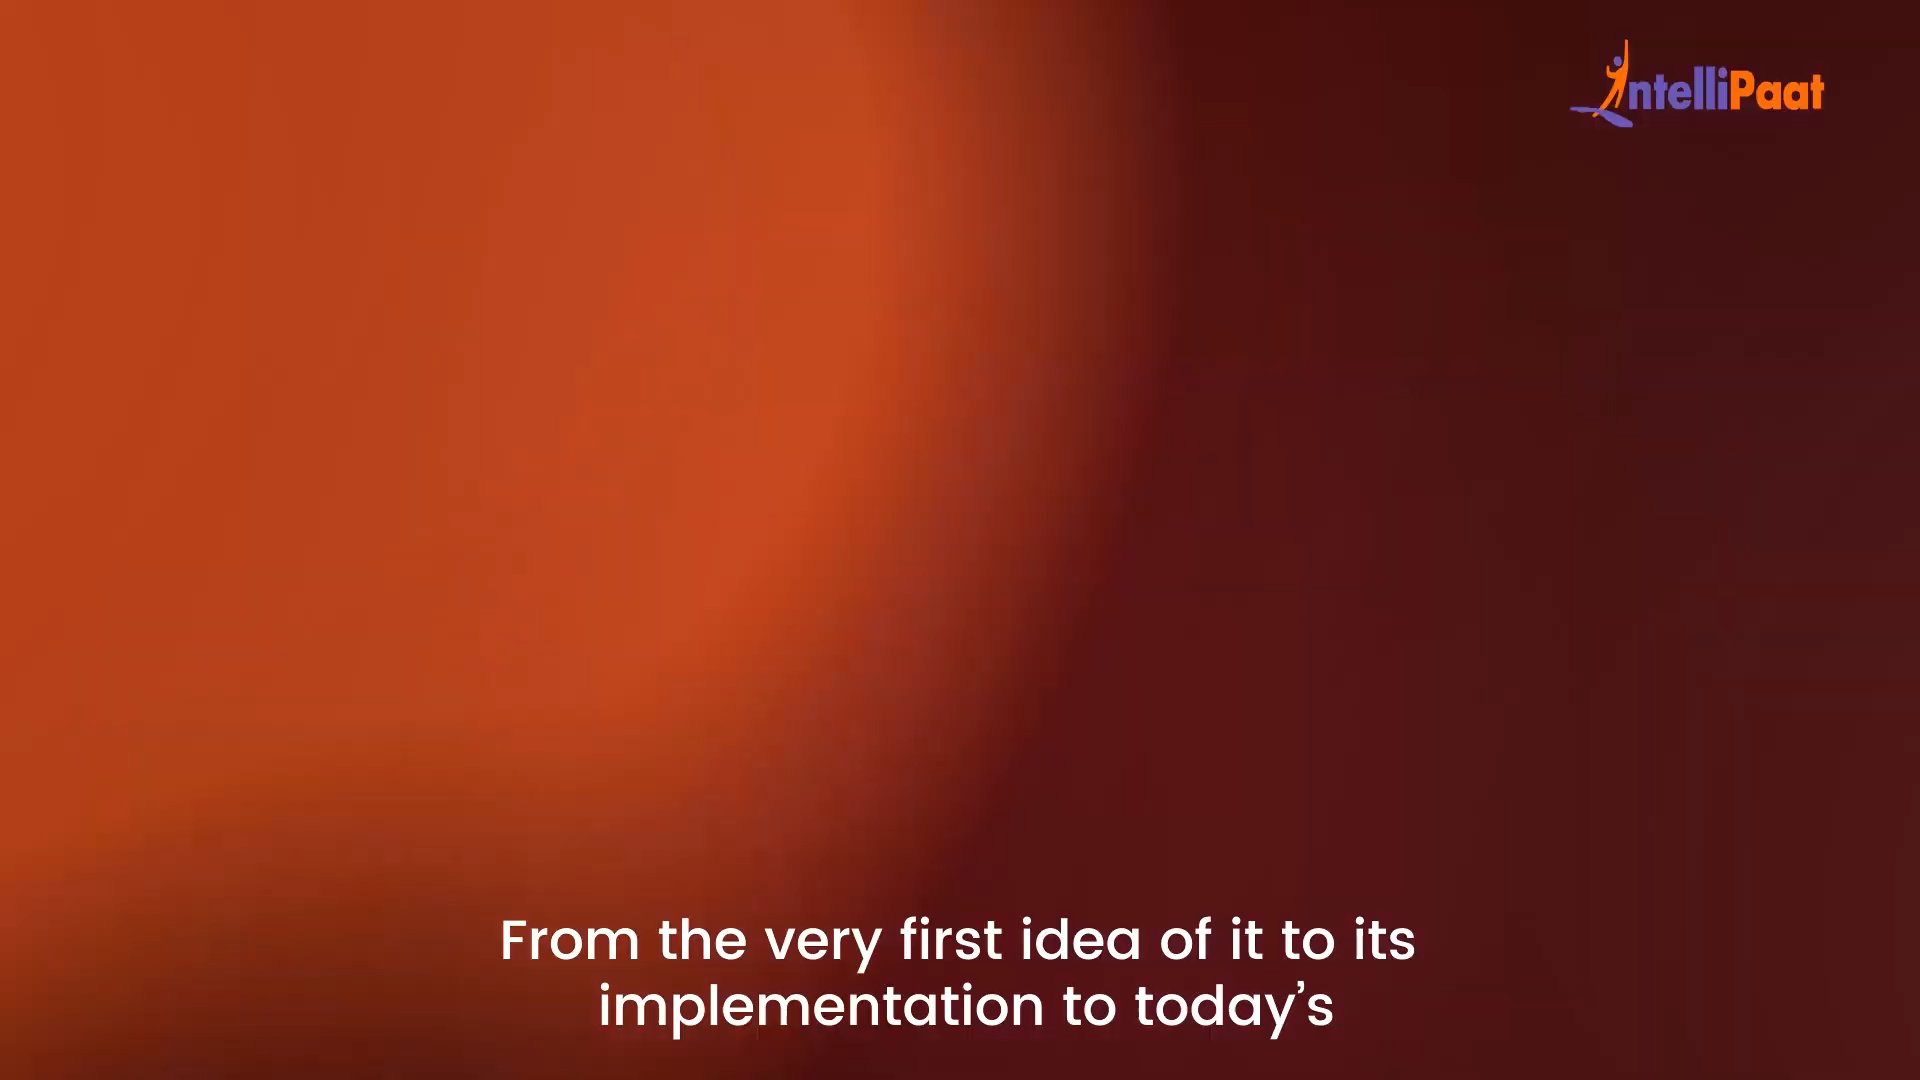 IntelliPaat
From the very first idea of it to its
implementation to today's